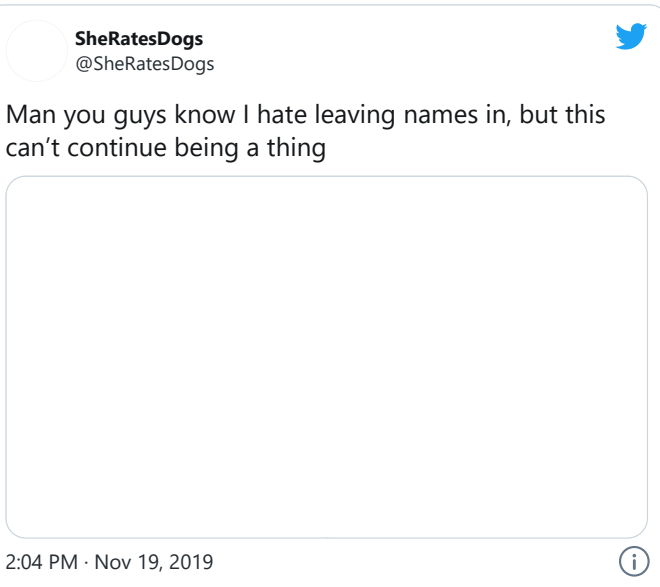 SheRatesDogs
@SheRatesDogs
Man you guys know I hate leaving names in, but this
can’t continue being a thing
2:04 PM · Nov 19, 2019